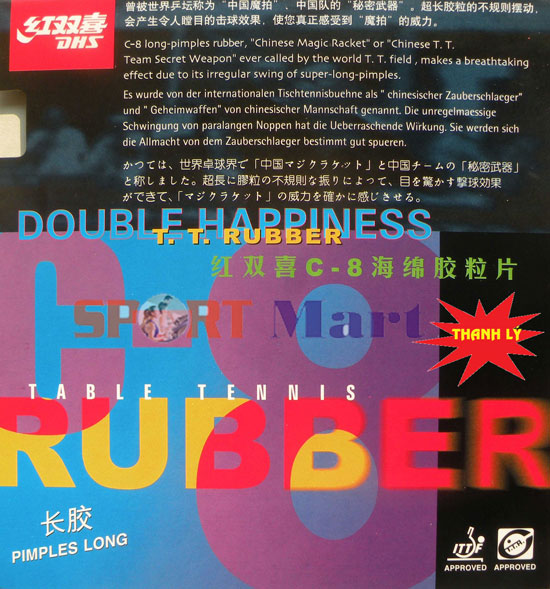 红双喜
DHS
曾被世界乒坛称为“中国魔拍”、中国队的“秘密武器”。超长胶粒的不规则摆动,
会产生令人瞠目的击球效果,使您真正感受到“魔拍”的威力。
C-8 long-pimples rubber, "Chinese Magic Racket" or "Chinese T. T.
Team Secret Weapon" ever called by the world T. T. field , makes a breathtaking
effect due to its irregular swing of super-long-pimples.
Es wurde von der internationalen Tischtennisbuehne als " chinesischer Zauberschlaeger"
und " Geheimwaffen" von chinesischer Mannschaft genannt. Die unregelmaessige
Schwingung von paralangen Noppen hat die Ueberraschende Wirkung. Sie werden sich
die Allmacht von dem Zauberschlaeger bestimmt gut spueren.
かつては、世界卓球界で「中国マジクラケット」と中国チームの「秘密武器」
と称しました。超長に膠粒の不規則な振りによつて、目を驚かす撃球効果
ができて、「マジクラケット」の威力を確かに感じさせる。
DOUBLE HAPPINESS
T. T. RUBBER
红双喜C-8海绵胶粒片
C8
SPORT Mart
THANH LÝ
TABLE TENNIS
RUBBER
长胶
PIMPLES LONG
ITTF
APPROVED
APPROVED